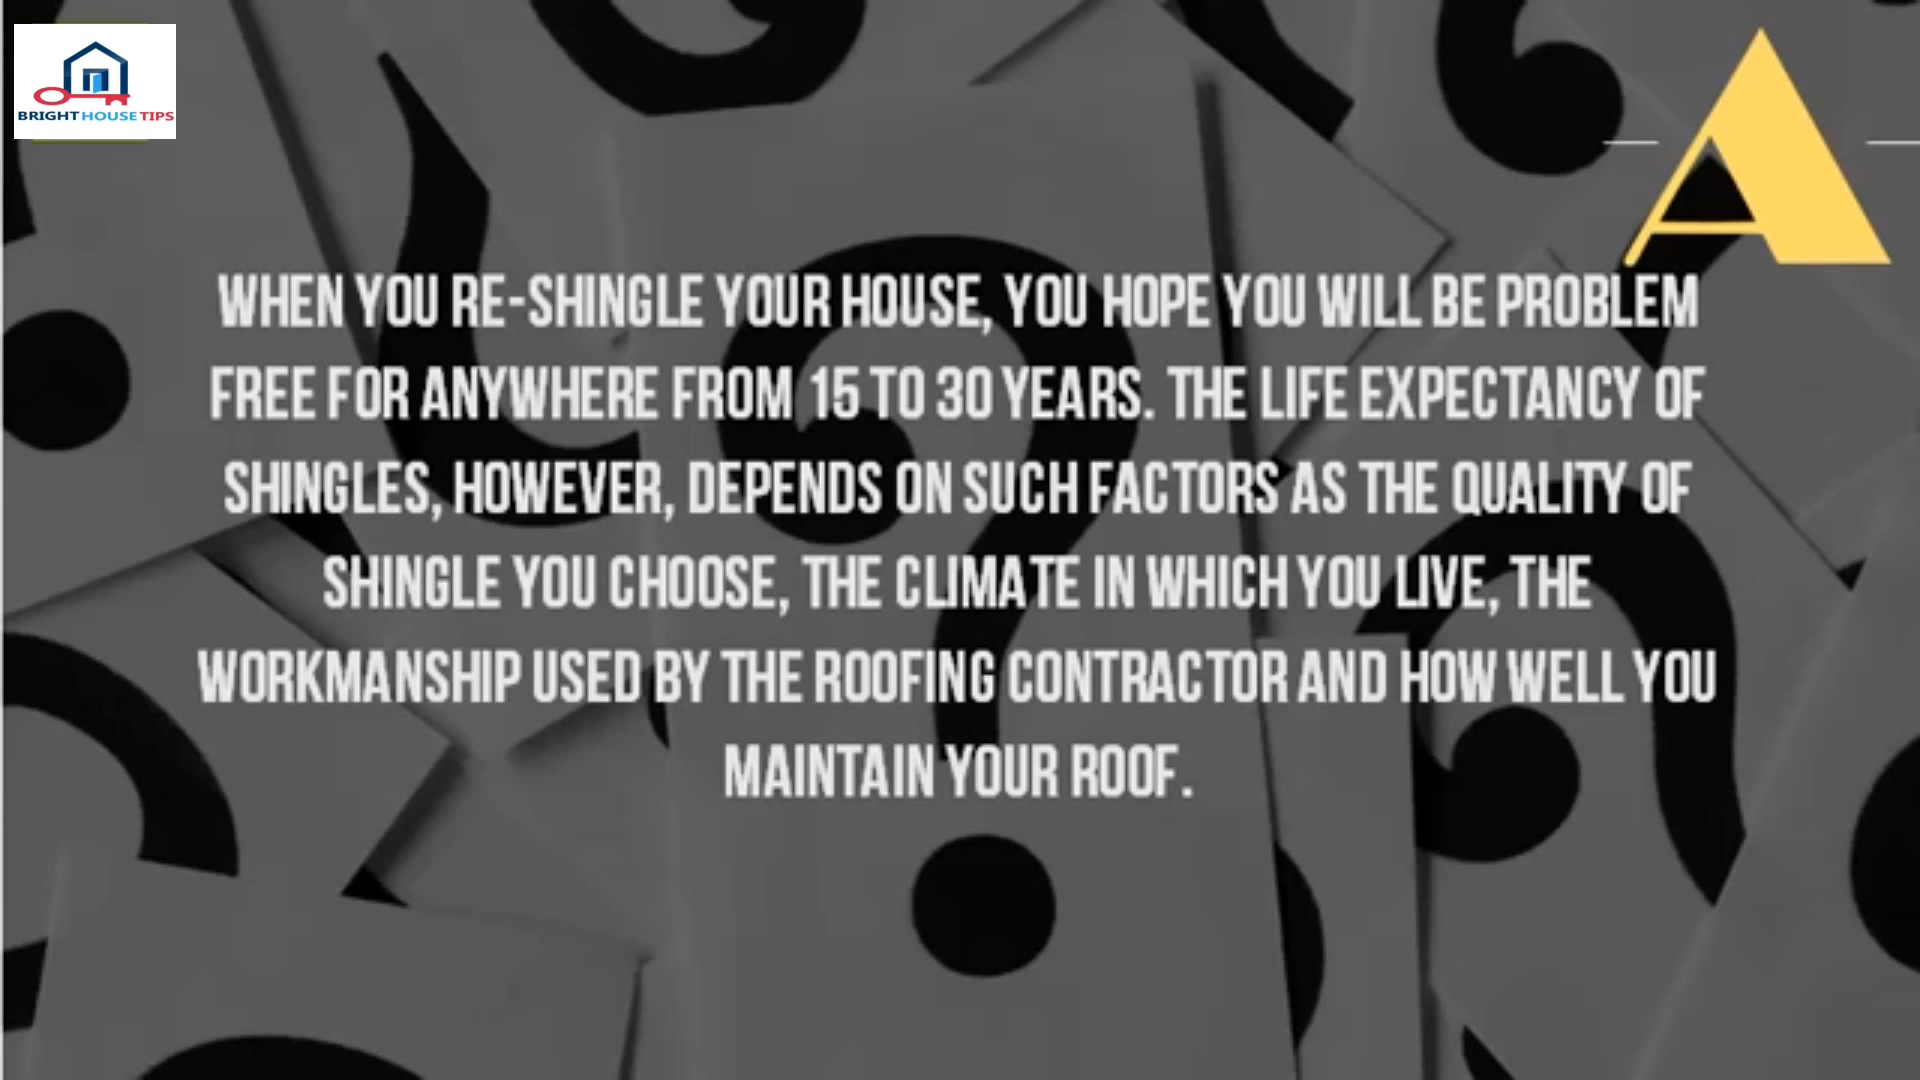 BRIGHT HOUSE TIPS
A
WHEN YOU RE-SHINGLE YOUR HOUSE, YOU HOPE YOU WILL BE PROBLEM
FREE FOR ANYWHERE FROM 15 TO 30 YEARS. THE LIFE EXPECTANCY OF
SHINGLES, HOWEVER, DEPENDS ON SUCH FACTORS AS THE QUALITY OF
SHINGLE YOU CHOOSE, THE CLIMATE IN WHICH YOU LIVE, THE
WORKMANSHIP USED BY THE ROOFING CONTRACTOR AND HOW WELL YOU
MAINTAIN YOUR ROOF.